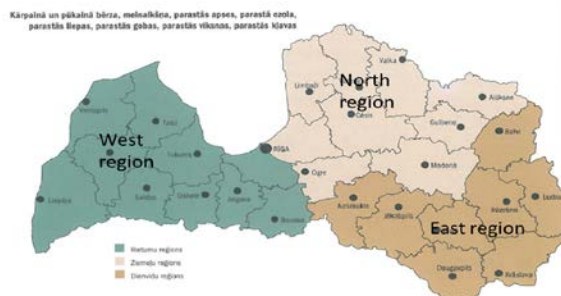 Kārpainā un pūkainā bērza, melnalkšņa, parastās apses, parastā ozola,
parastās liepas, parastās gobas, parastās vīksnas, parastās kļavas
Valka
North
region
Limbaži
Alūksne
Cēsis
Gulbene
Ventspils
Talsi
Balvi
West
region
Tukums
RĪGA
Madona
Ogre
Liepāja
Saldus
Dobele
Jelgava
Bauska
Aizkraukle
Jēkabpils
Rēzekne
Ludza
East region
Daugavpils
Krāslava
Rietumu reģions
Ziemeļu reģions
Dienvidu reģions